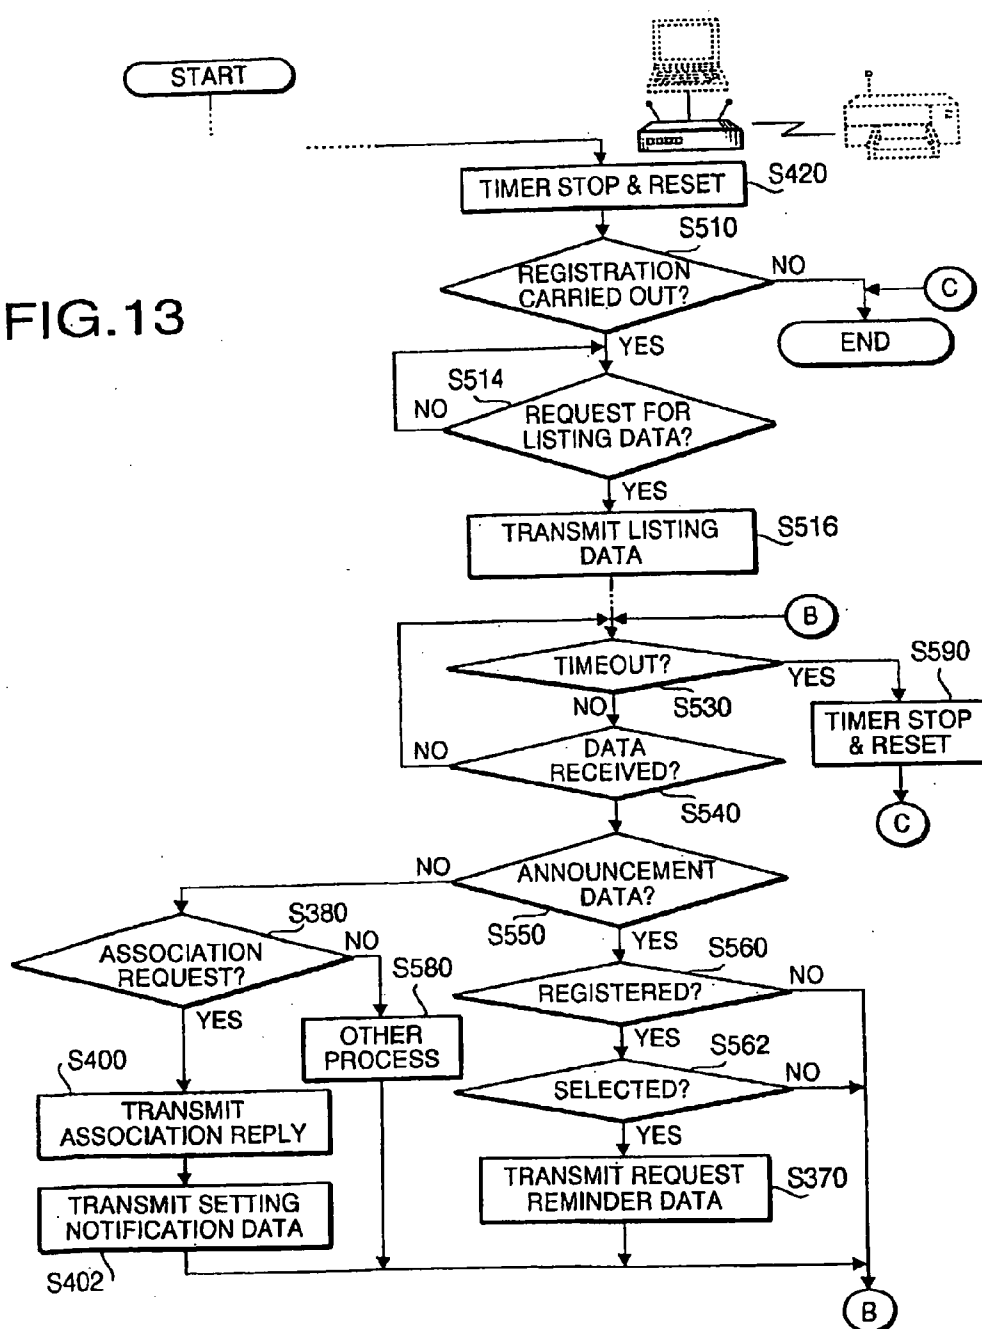 START
TIMER STOP & RESET
S420
S510
REGISTRATION
CARRIED OUT?
NO
C
END
FIG.13
YES
S514
NO
REQUEST FOR
LISTING DATA?
YES
TRANSMIT LISTING
DATA
S516
B
TIMEOUT?
YES
S590
NO
S530
TIMER STOP
& RESET
NO
DATA
RECEIVED?
S540
C
NO
ANNOUNCEMENT
DATA?
S550
YES
S380
ASSOCIATION
REQUEST?
NO
YES
S580
OTHER
PROCESS
S560
REGISTERED?
NO
YES
S562
SELECTED?
NO
YES
S400
TRANSMIT
ASSOCIATION REPLY
TRANSMIT REQUEST
REMINDER DATA
S370
TRANSMIT SETTING
NOTIFICATION DATA
S402
B